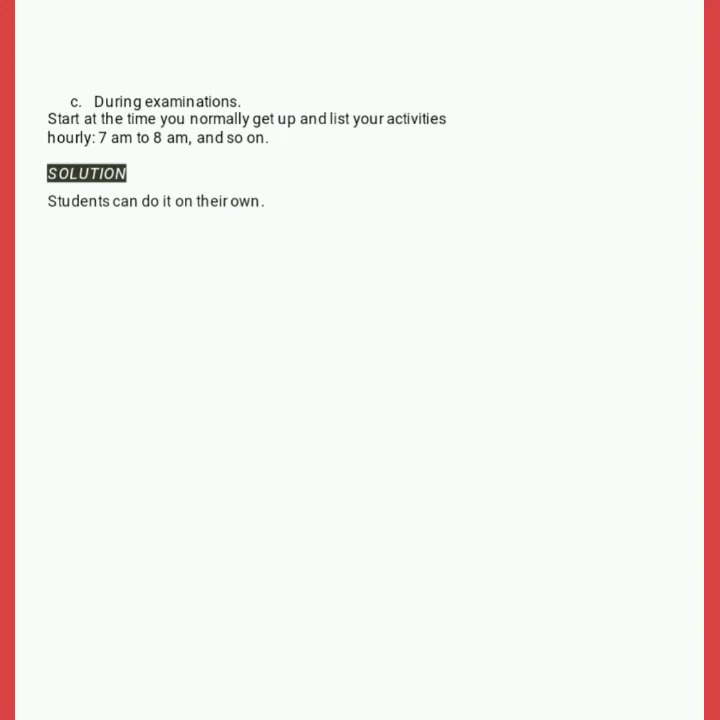 c. During examinations.
Start at the time you normally get up and list your activities
hourly: 7 am to 8 am, and so on.
SOLUTION
Students can do it on their own.